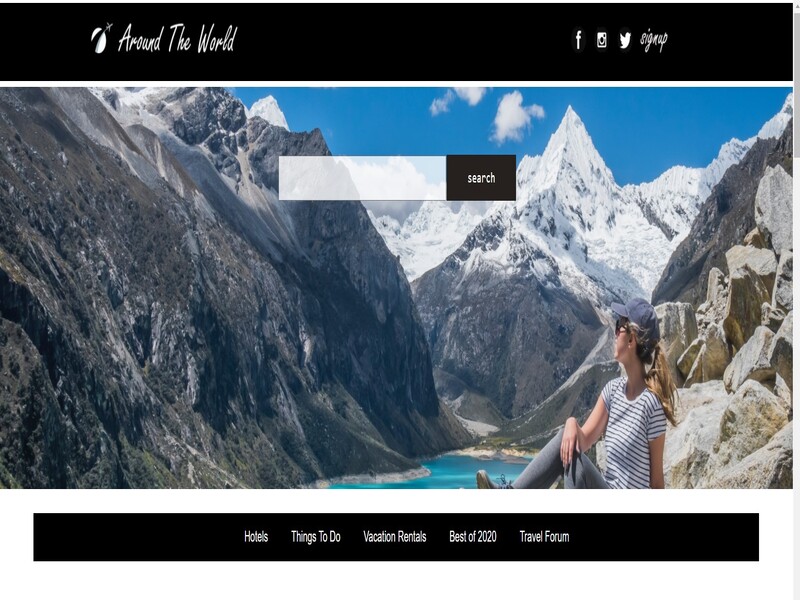 Around The World
signup
search
Hotels Things To Do Vacation Rentals Best of 2020 Travel Forum